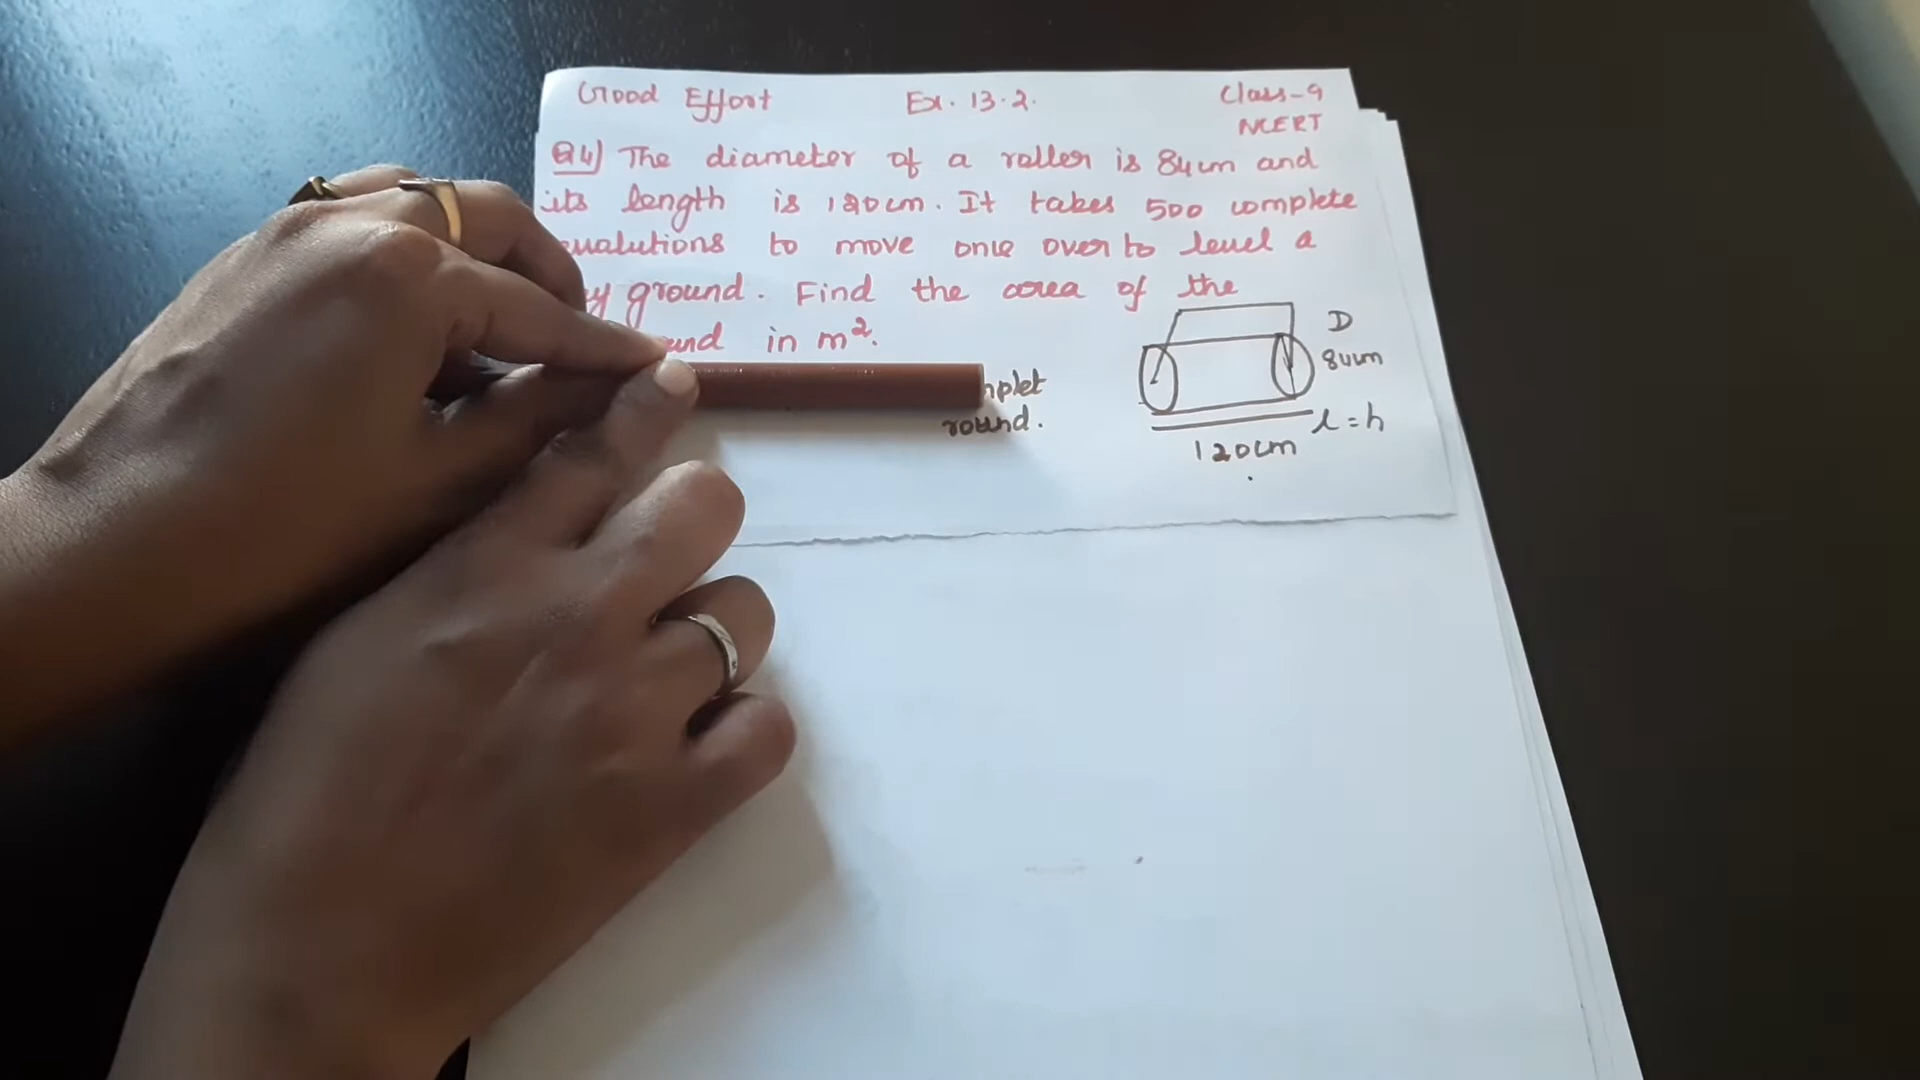 Good Effort Ex. 13.2. Class-9
NCERT
Q4) The diameter of a roller is 84cm and
its length is 120cm. It takes 500 complete
to move once over to level a
ground. Find the area of the
in m².
D
84cm
round.
l = h
120cm